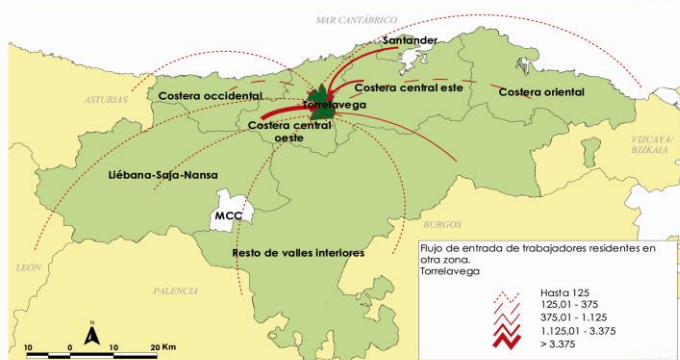 MAR CANTÁBRICO
Santander
ASTURIAS
Costera occidental
Costera central este
Costera oriental
Torrelavega
Costera central
oeste
VIZCAYA/
BIZKAIA
Liébana-Saja-Nansa
MCC
BURGOS
Resto de valles interiores
LEÓN
PALENCIA
Flujo de entrada de trabajadores residentes en
otra zona.
Torrelavega
Hasta 125
125,01 - 375
375,01 - 1.125
1.125,01 - 3.375
> 3.375
N
10 0 10 20 Km